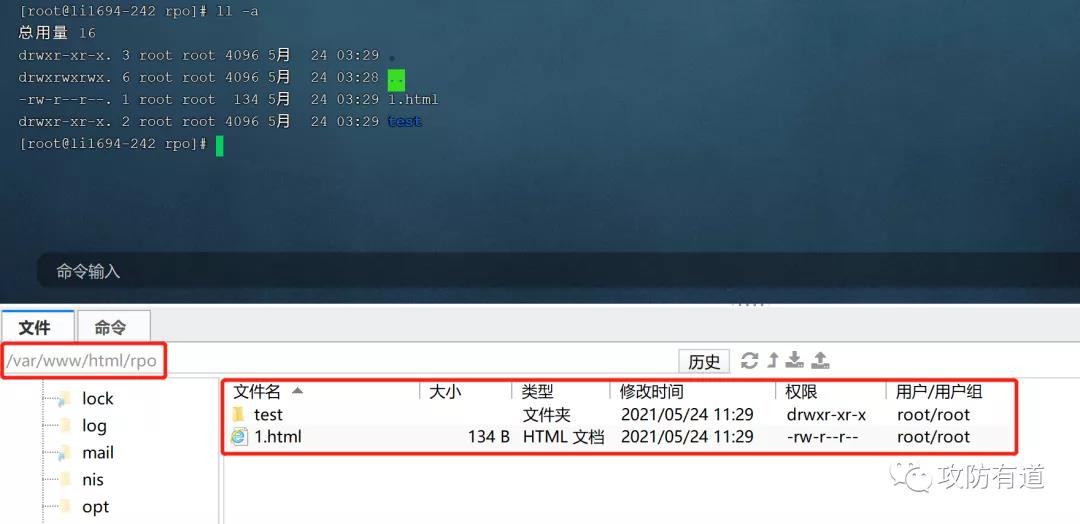 [root@li1694-242 rpo]# ll -a
总用量 16
drwxr-xr-x. 3 root root 4096 5月 24 03:29 .
drwxrwxrwx. 6 root root 4096 5月 24 03:28 ..
-rw-r--r--. 1 root root 134 5月 24 03:29 1.html
drwxr-xr-x. 2 root root 4096 5月 24 03:29 test
[root@li1694-242 rpo]#
命令输入
文件 命令
/var/www/html/rpo 历史
文件名 大小 类型 修改时间 权限 用户/用户组
test 文件夹 2021/05/24 11:29 drwxr-xr-x root/root
1.html 134 B HTML 文档 2021/05/24 11:29 -rw-r--r-- root/root
lock
log
mail
nis
opt
攻防有道